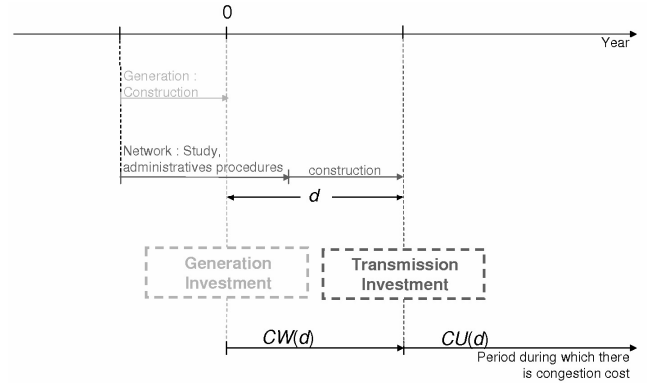 0
Year
Generation :
Construction
Network : Study,
administratives procedures
construction
d
Generation
Investment
Transmission
Investment
CW(d)
CU(d)
Period during which there
is congestion cost